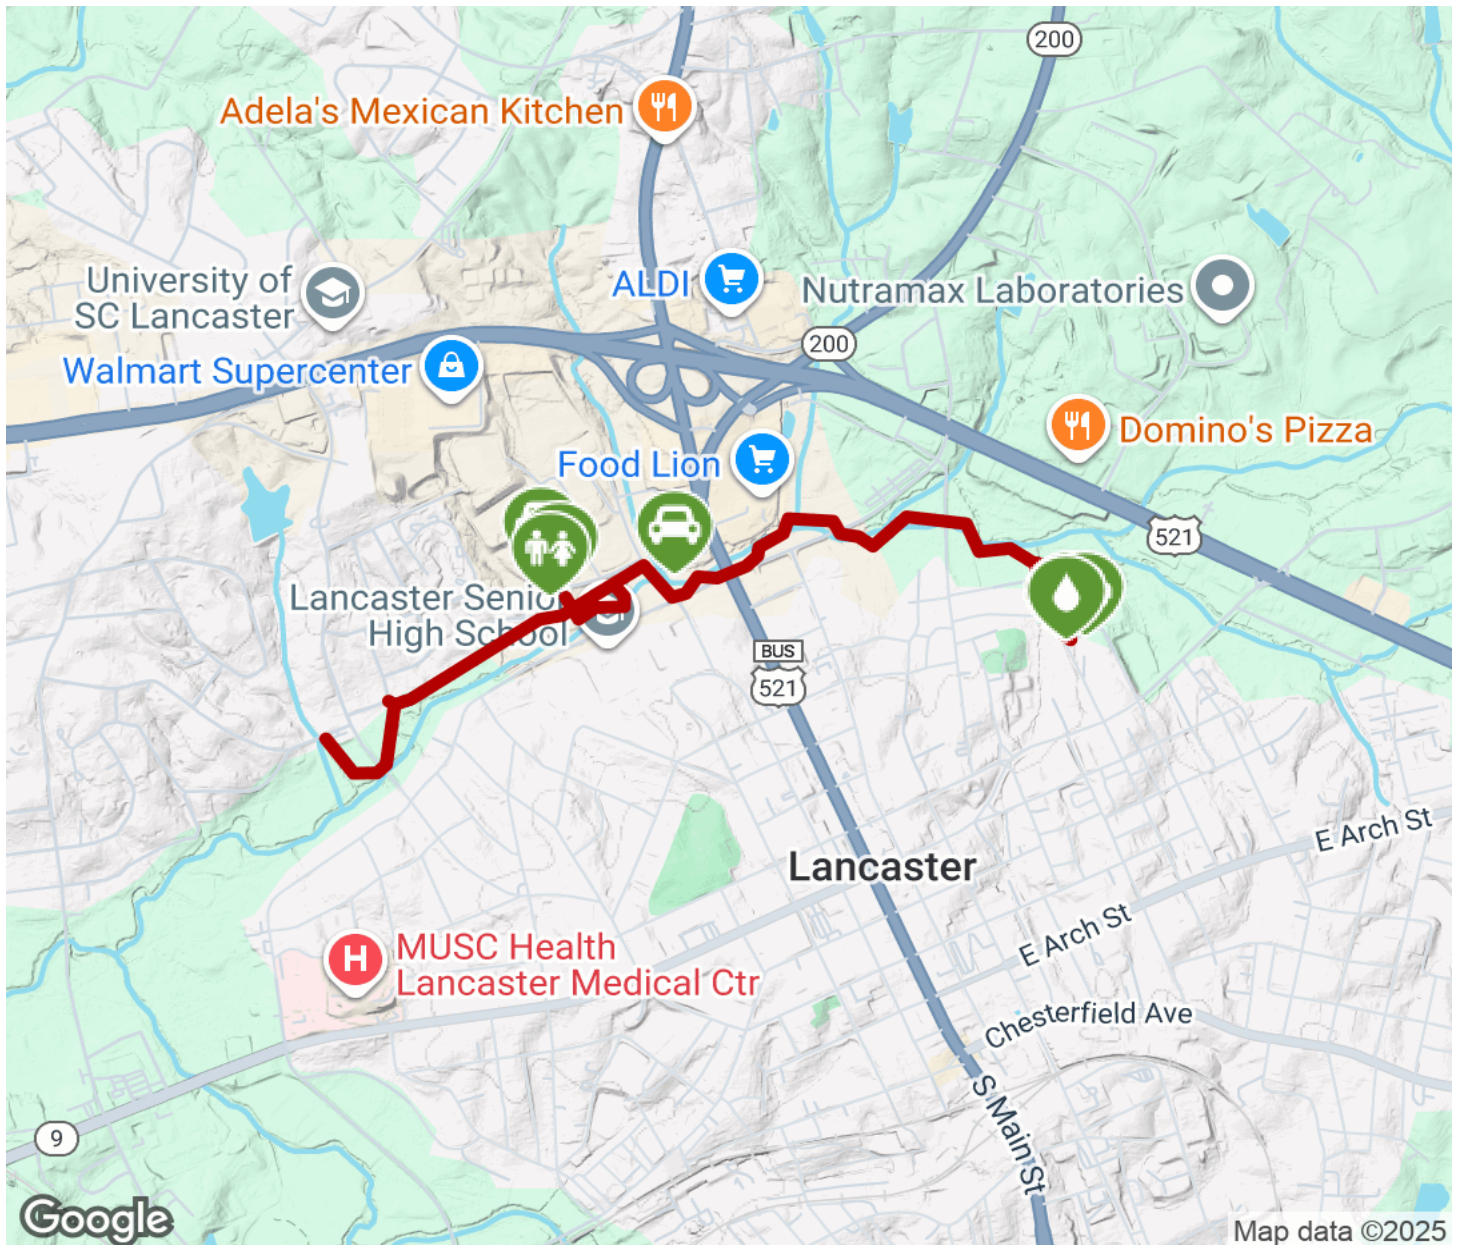 200
Adela's Mexican Kitchen
University of
SC Lancaster
ALDI
Nutramax Laboratories
200
Walmart Supercenter
Domino's Pizza
Food Lion
521
Lancaster Senio
High School
BUS
521
E Arch St
Lancaster
E Arch St
MUSC Health
Lancaster Medical Ctr
H
Chesterfield Ave
S Main St
9
Google
Map data ©2025